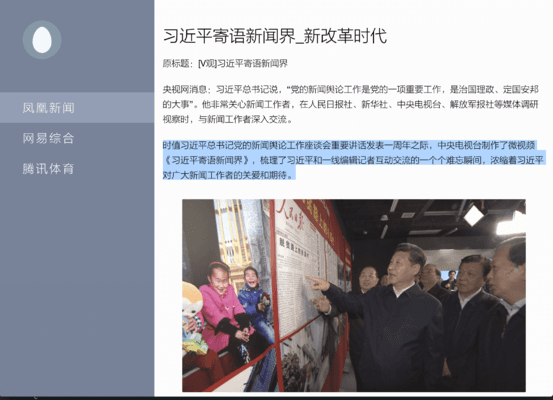 习近平寄语新闻界_新改革时代
原标题：[V观]习近平寄语新闻界
央视网消息：习近平总书记说，“党的新闻舆论工作是党的一项重要工作，是治国理政、定国安邦
的大事”。他非常关心新闻工作者，在人民日报社、新华社、中央电视台、解放军报社等媒体调研
视察时，与新闻工作者深入交流。
时值习近平总书记党的新闻舆论工作座谈会重要讲话发表一周年之际，中央电视台制作了微视频
《习近平寄语新闻界》，梳理了习近平和一线编辑记者互动交流的一个个难忘瞬间，浓缩着习近平
对广大新闻工作者的关爱和期待。
凤凰新闻
网易综合
腾讯体育
人民日报